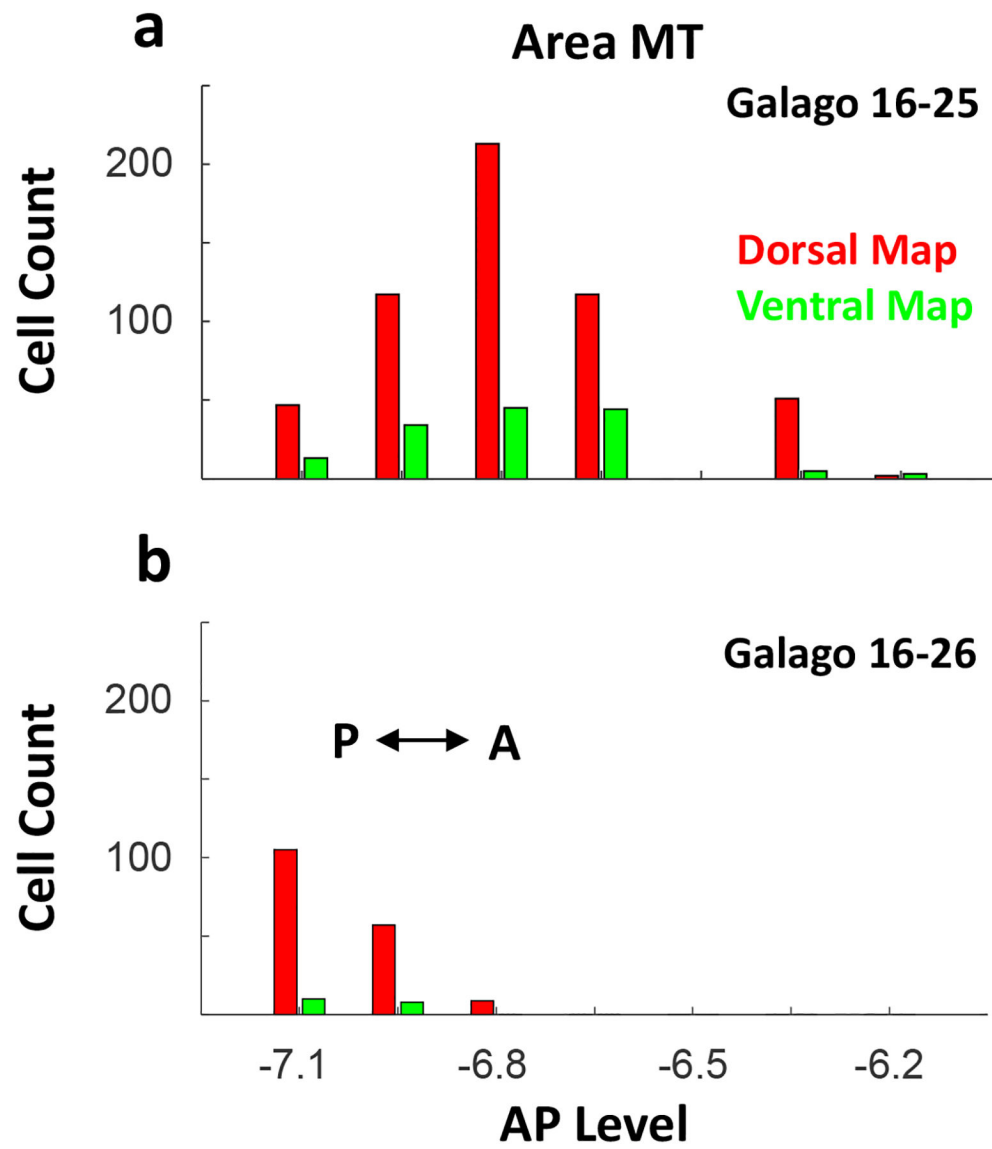 a
Area MT
Galago 16-25
200
100
Cell Count
Dorsal Map
Ventral Map
b
Galago 16-26
200
100
Cell Count
P A
-7.1 -6.8 -6.5 -6.2
AP Level